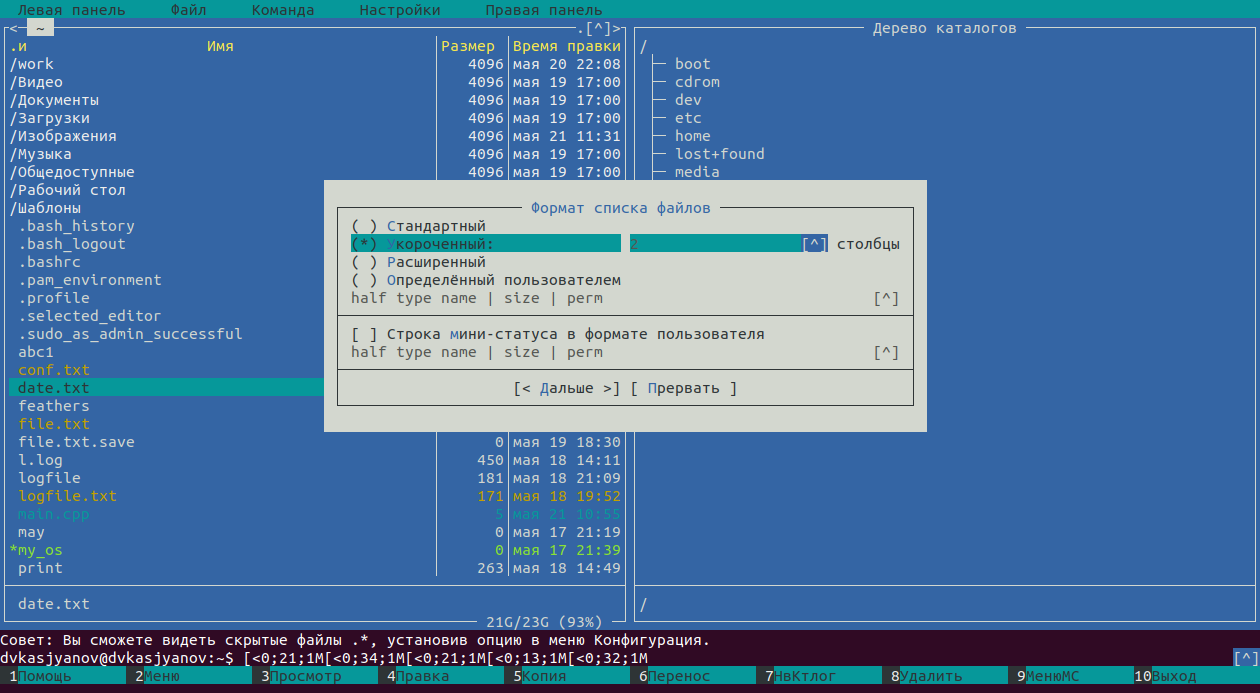 Левая панель Файл Команда Настройки Правая панель
<- ~ .[^]> Дерево каталогов
.и Имя Размер Время правки /
/work 4096 мая 20 22:08 boot
/Видео 4096 мая 19 17:00 cdrom
/Документы 4096 мая 19 17:00 dev
/Загрузки 4096 мая 19 17:00 etc
/Изображения 4096 мая 21 11:31 home
/Музыка 4096 мая 19 17:00 lost+found
/Общедоступные 4096 мая 19 17:00 media
/Рабочий стол
/Шаблоны Формат списка файлов
.bash_history ( ) Стандартный
.bash_logout (*) Укороченный: 2 [^] столбцы
.bashrc ( ) Расширенный
.pam_environment ( ) Определённый пользователем
.profile half type name | size | perm [^]
.selected_editor
.sudo_as_admin_successful [ ] Строка мини-статуса в формате пользователя
abc1 half type name | size | perm [^]
conf.txt
date.txt [< Дальше >] [ Прервать ]
feathers
file.txt
file.txt.save 0 мая 19 18:30
l.log 450 мая 18 14:11
logfile 181 мая 18 21:09
logfile.txt 171 мая 18 19:52
main.cpp 5 мая 21 10:55
may 0 мая 17 21:19
*my_os 0 мая 17 21:39
print 263 мая 18 14:49
date.txt /
21G/23G (93%)
Совет: Вы сможете видеть скрытые файлы .*, установив опцию в меню Конфигурация.
dvkasjyanov@dvkasjyanov:~$ [<0;21;1M[<0;34;1M[<0;21;1M[<0;13;1M[<0;32;1M [^]
1Помощь 2Меню 3Просмотр 4Правка 5Копия 6Перенос 7НвКтлог 8Удалить 9МенюМС 10Выход